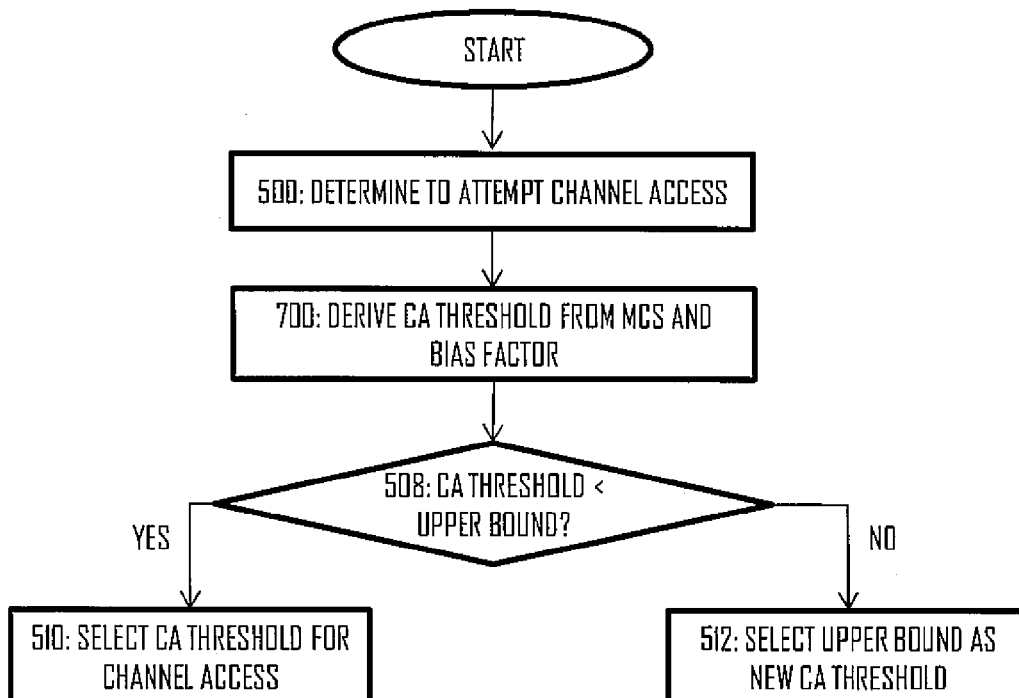 START
500: DETERMINE TO ATTEMPT CHANNEL ACCESS
700: DERIVE CA THRESHOLD FROM MCS AND
BIAS FACTOR
508: CA THRESHOLD <
UPPER BOUND?
YES
NO
510: SELECT CA THRESHOLD FOR
CHANNEL ACCESS
512: SELECT UPPER BOUND AS
NEW CA THRESHOLD